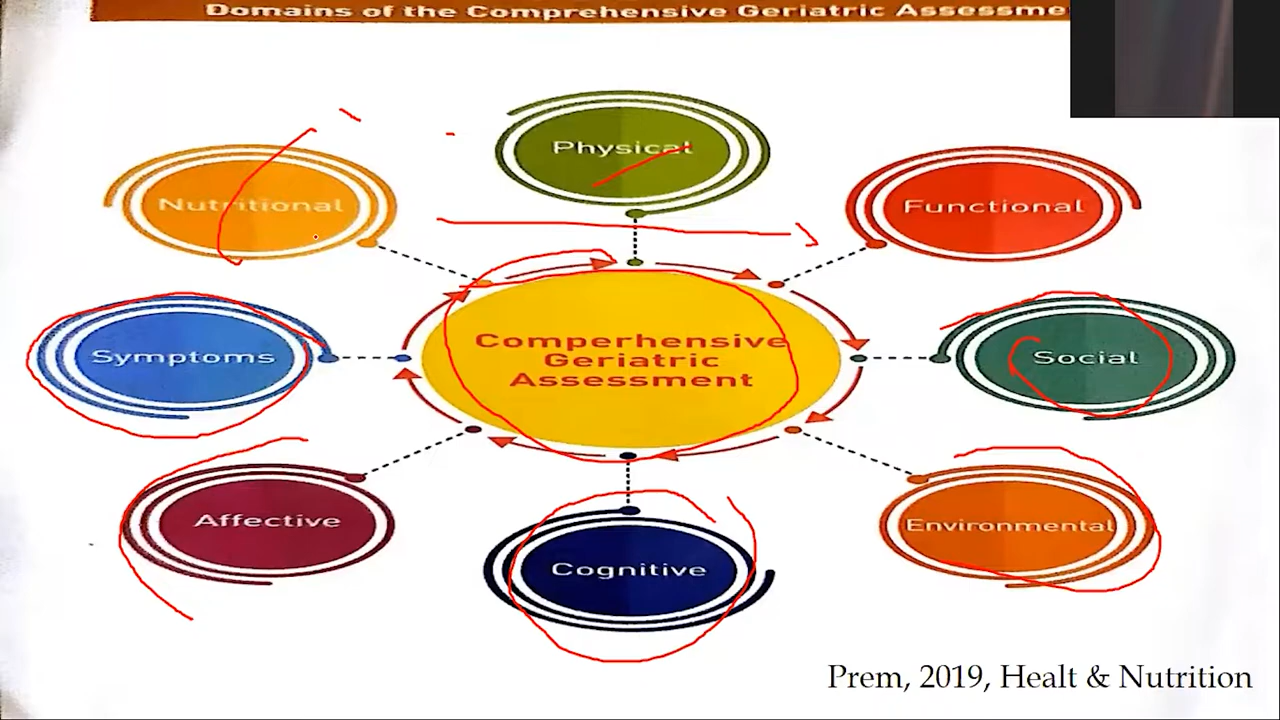 Domains of the Comprehensive Geriatric Assessme
Physical
Nutritional
Functional
Symptoms
Comperhensive
Geriatric
Assessment
Social
Affective
Cognitive
Environmental
Prem, 2019, Healt & Nutrition